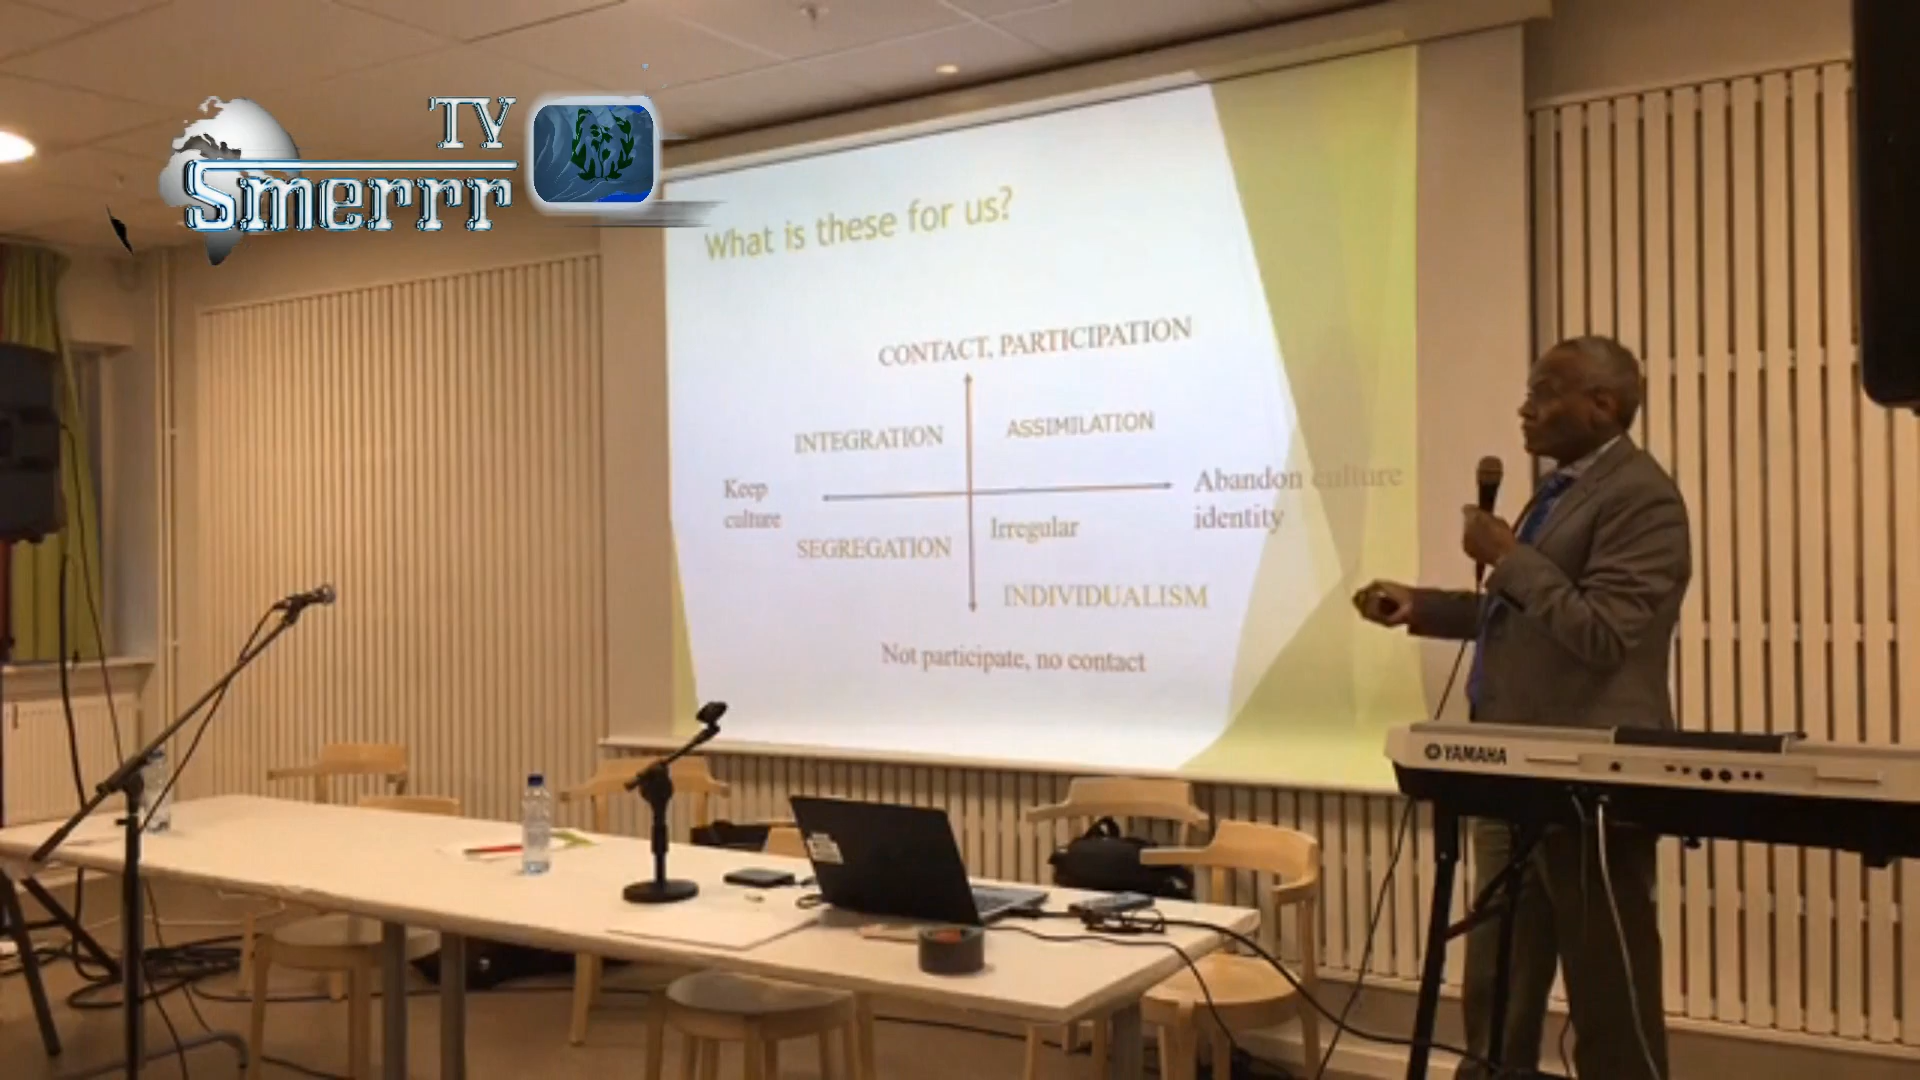 TV
Smerrr
What is these for us?
CONTACT, PARTICIPATION
INTEGRATION
ASSIMILATION
Keep
culture
Abandon culture
identity
SEGREGATION
Irregular
INDIVIDUALISM
Not participate, no contact
YAMAHA